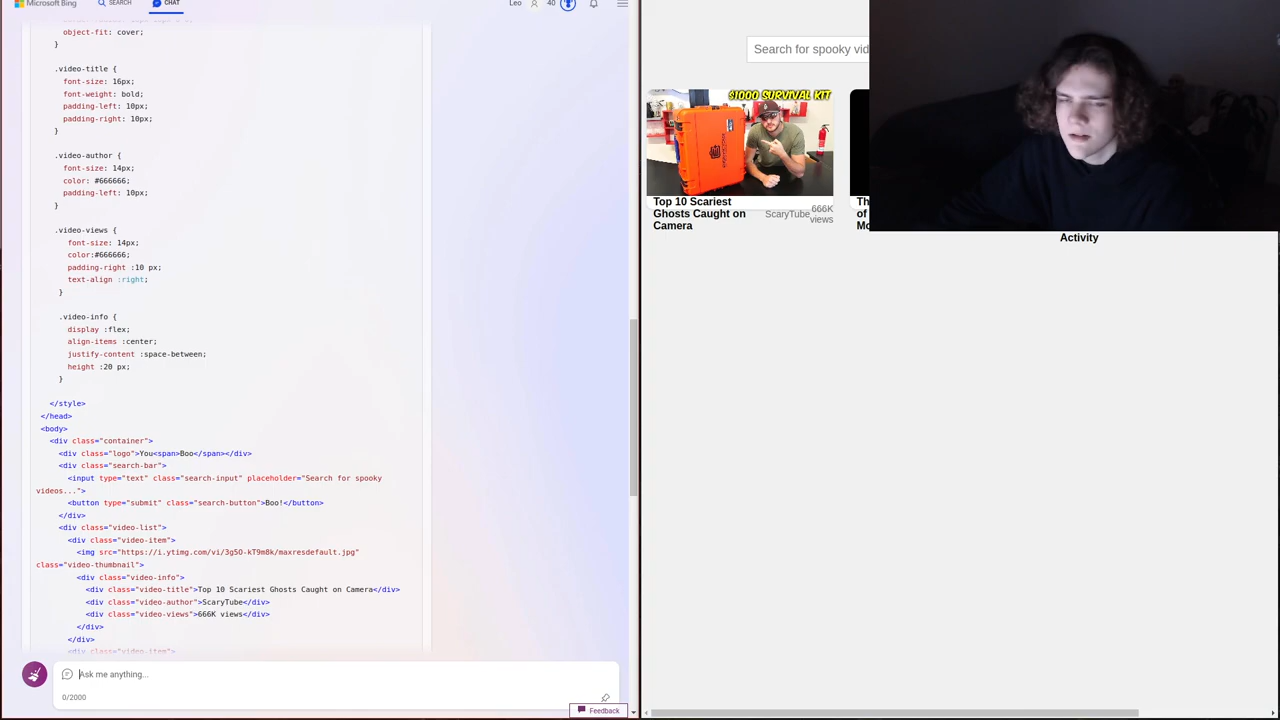 Microsoft Bing
SEARCH
CHAT
Leo
40
object-fit: cover;
}
.video-title {
font-size: 16px;
font-weight: bold;
padding-left: 10px;
padding-right: 10px;
}
.video-author {
font-size: 14px;
color: #666666;
padding-left: 10px;
}
.video-views {
font-size: 14px;
color:#666666;
padding-right :10 px;
text-align :right;
}
.video-info {
display :flex;
align-items :center;
justify-content :space-between;
height :20 px;
}
</style>
</head>
<body>
<div class="container">
<div class="logo">You<span>Boo</span></div>
<div class="search-bar">
<input type="text" class="search-input" placeholder="Search for spooky
videos...">
<button type="submit" class="search-button">Boo!</button>
</div>
<div class="video-list">
<div class="video-item">
<img src="https://i.ytimg.com/vi/3g5O-kT9m8k/maxresdefault.jpg"
class="video-thumbnail">
<div class="video-info">
<div class="video-title">Top 10 Scariest Ghosts Caught on Camera</div>
<div class="video-author">ScaryTube</div>
<div class="video-views">666K views</div>
</div>
</div>
<div class="video-item">
Ask me anything...
0/2000
Feedback
Search for spooky vid
$1000 SURVIVAL KIT
Top 10 Scariest
Ghosts Caught on
Camera
ScaryTube
666K
views
Th
of
Mo
Activity